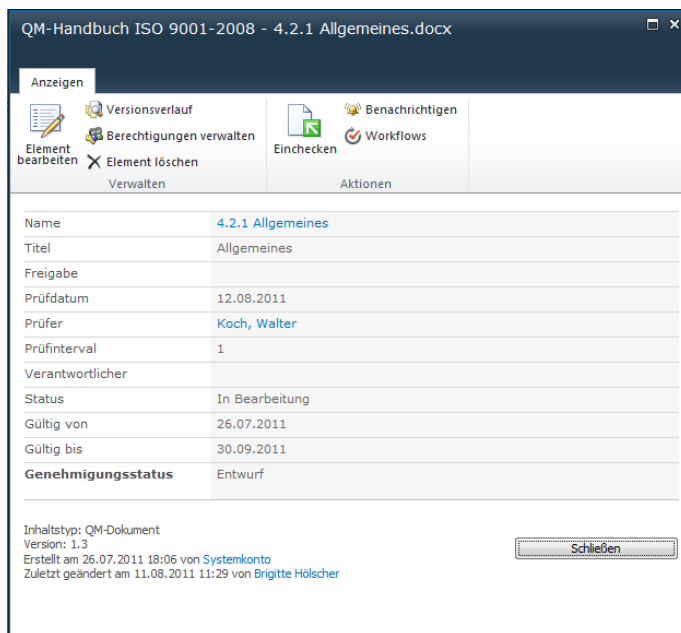 QM-Handbuch ISO 9001-2008 - 4.2.1 Allgemeines.docx
Anzeigen
Element bearbeiten
Versionsverlauf
Berechtigungen verwalten
Element löschen
Verwalten
Einchecken
Benachrichtigen
Workflows
Aktionen
Name 4.2.1 Allgemeines
Titel Allgemeines
Freigabe
Prüfdatum 12.08.2011
Prüfer Koch, Walter
Prüfinterval 1
Verantwortlicher
Status In Bearbeitung
Gültig von 26.07.2011
Gültig bis 30.09.2011
Genehmigungsstatus Entwurf
Inhaltstyp: QM-Dokument
Version: 1.3
Erstellt am 26.07.2011 18:06 von Systemkonto
Zuletzt geändert am 11.08.2011 11:29 von Brigitte Hölscher
Schließen